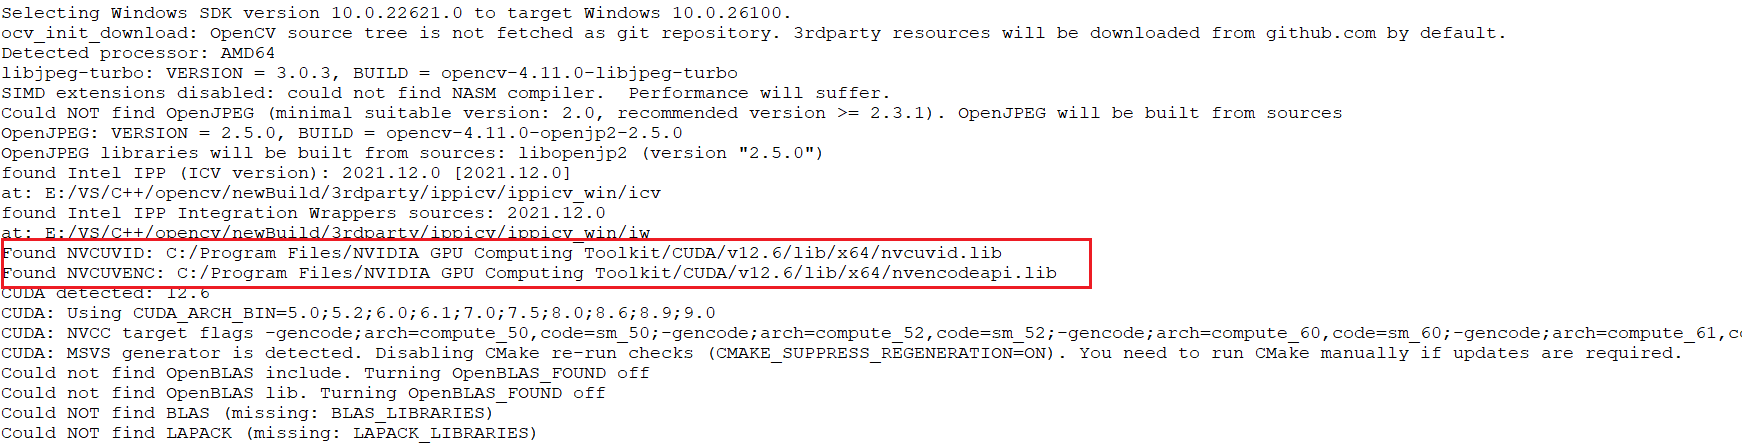 Selecting Windows SDK version 10.0.22621.0 to target Windows 10.0.26100.
ocv_init_download: OpenCV source tree is not fetched as git repository. 3rdparty resources will be downloaded from github.com by default.
Detected processor: AMD64
libjpeg-turbo: VERSION = 3.0.3, BUILD = opencv-4.11.0-libjpeg-turbo
SIMD extensions disabled: could not find NASM compiler.  Performance will suffer.
Could NOT find OpenJPEG (minimal suitable version: 2.0, recommended version >= 2.3.1). OpenJPEG will be built from sources
OpenJPEG: VERSION = 2.5.0, BUILD = opencv-4.11.0-openjp2-2.5.0
OpenJPEG libraries will be built from sources: libopenjp2 (version "2.5.0")
found Intel IPP (ICV version): 2021.12.0 [2021.12.0]
at: E:/VS/C++/opencv/newBuild/3rdparty/ippicv/ippicv_win/icv
found Intel IPP Integration Wrappers sources: 2021.12.0
at: E:/VS/C++/opencv/newBuild/3rdparty/ippicv/ippicv_win/iw
Found NVCUVID: C:/Program Files/NVIDIA GPU Computing Toolkit/CUDA/v12.6/lib/x64/nvcuvid.lib
Found NVCUVENC: C:/Program Files/NVIDIA GPU Computing Toolkit/CUDA/v12.6/lib/x64/nvencodeapi.lib
CUDA detected: 12.6
CUDA: Using CUDA_ARCH_BIN=5.0;5.2;6.0;6.1;7.0;7.5;8.0;8.6;8.9;9.0
CUDA: NVCC target flags -gencode;arch=compute_50,code=sm_50;-gencode;arch=compute_52,code=sm_52;-gencode;arch=compute_60,code=sm_60;-gencode;arch=compute_61,c
CUDA: MSVS generator is detected. Disabling CMake re-run checks (CMAKE_SUPPRESS_REGENERATION=ON). You need to run CMake manually if updates are required.
Could not find OpenBLAS include. Turning OpenBLAS_FOUND off
Could not find OpenBLAS lib. Turning OpenBLAS_FOUND off
Could NOT find BLAS (missing: BLAS_LIBRARIES)
Could NOT find LAPACK (missing: LAPACK_LIBRARIES)